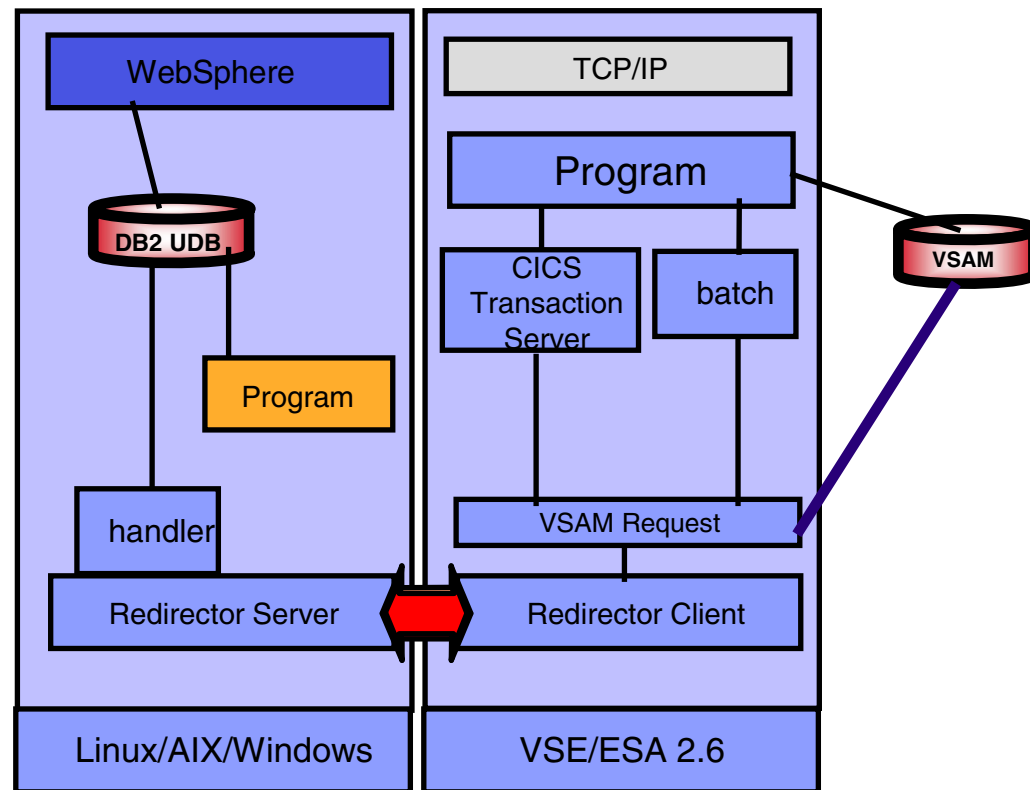 WebSphere
DB2 UDB
Program
handler
Redirector Server
Linux/AIX/Windows
TCP/IP
Program
CICS
Transaction
Server
batch
VSAM
VSAM Request
Redirector Client
VSE/ESA 2.6